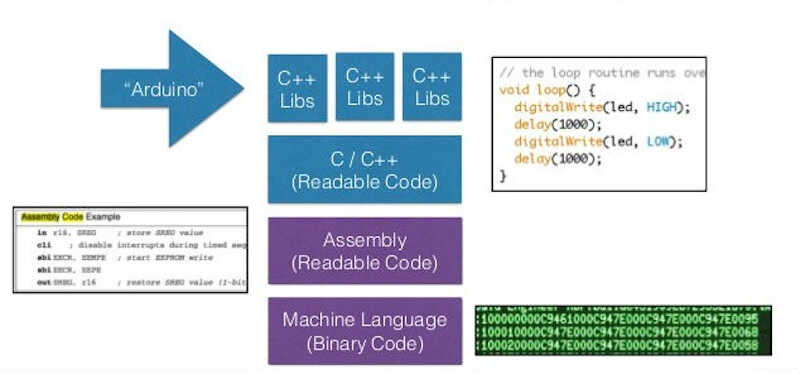 “Arduino”
C++
Libs
C++
Libs
C++
Libs
// the loop routine runs ove
void loop() {
digitalWrite(led, HIGH);
delay(1000);
digitalWrite(led, LOW);
delay(1000);
}
C / C++
(Readable Code)
Assembly Code Example
in r16, SREG ; store SREG value
cli ; disable interrupts during timed seq
sbi EECR, EEMPE ; start EEPROM write
sbi EECR, EEPE
out SREG, r16 ; restore SREG value (I-bit
Assembly
(Readable Code)
Machine Language
(Binary Code)
:100000000C9461000C947E000C947E000C947E0095
:100010000C947E000C947E000C947E000C947E0068
:100020000C947E000C947E000C947E000C947E0058